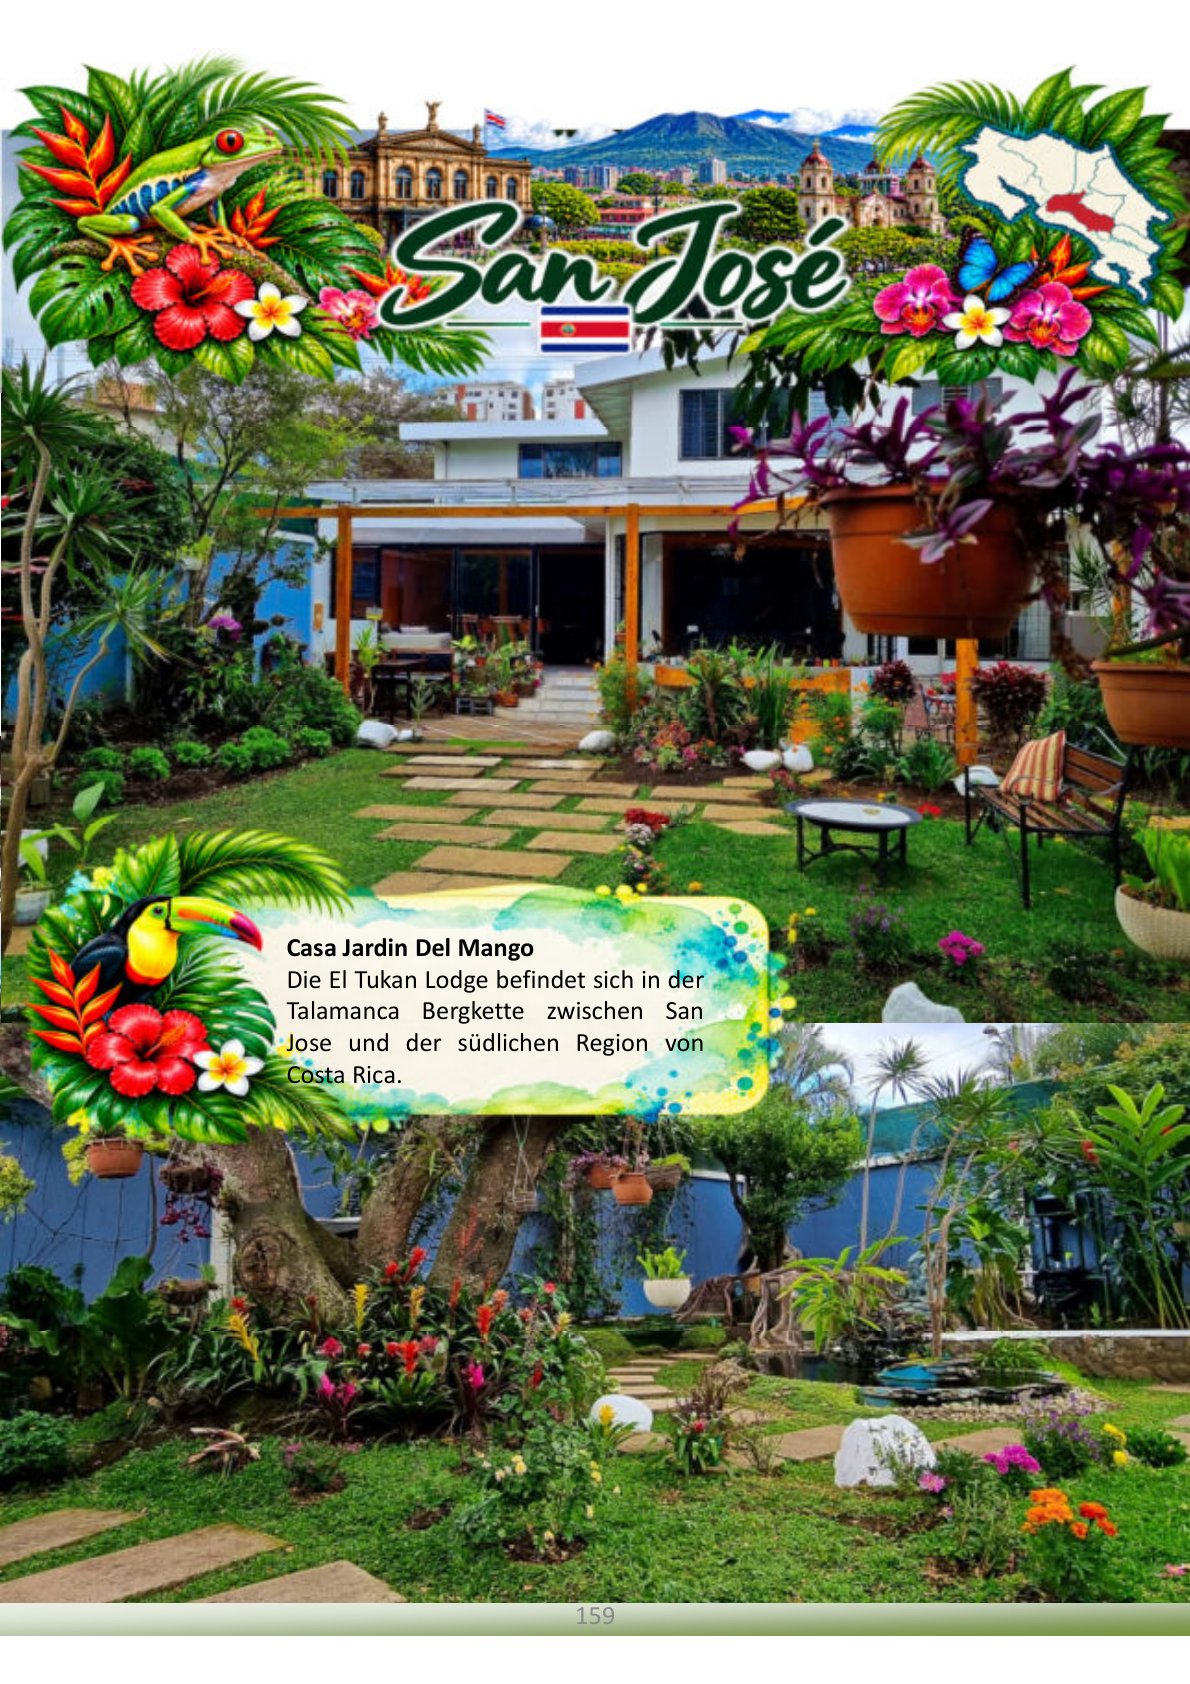 San José
Casa Jardin Del Mango
Die El Tukan Lodge befindet sich in der
Talamanca Bergkette zwischen San
Jose und der südlichen Region von
Costa Rica.
159